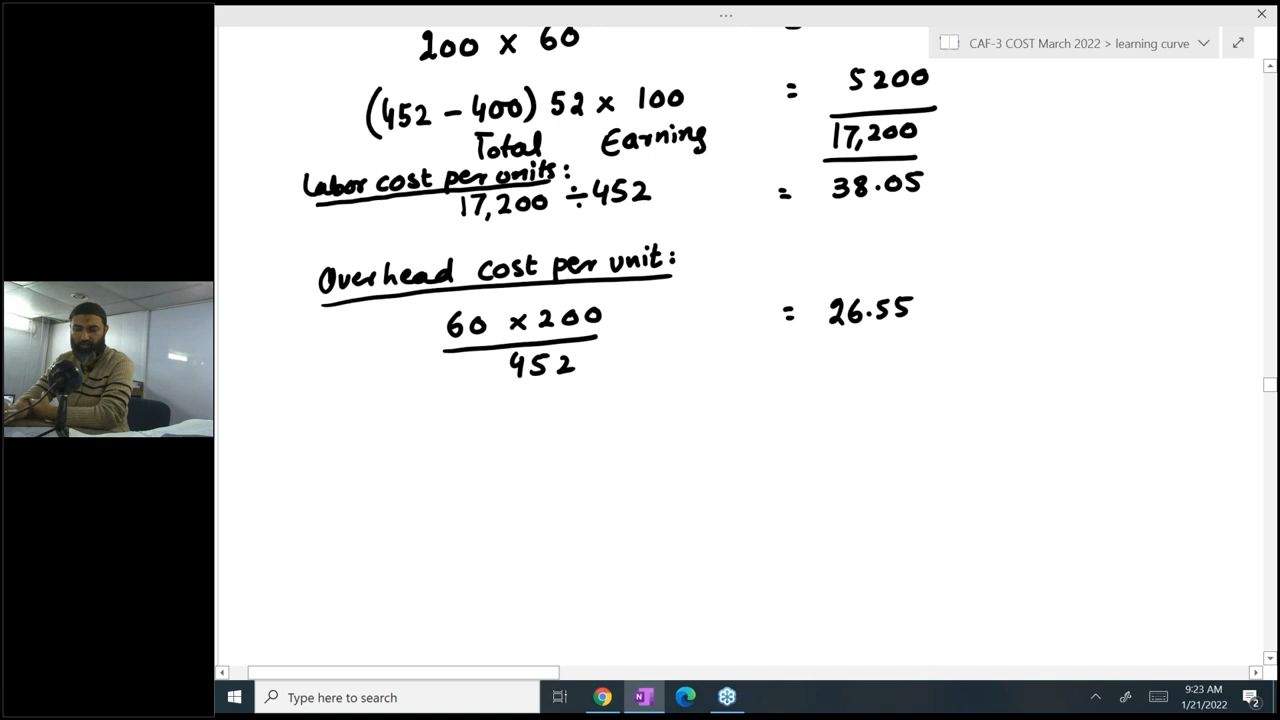 ...
CAF-3 COST March 2022 > learning curve
200 x 60
(452 - 400) 52 x 100 = 5200
Total Earning 17,200
Labor cost per units:
17,200 ÷ 452 = 38.05
Overhead cost per unit:
60 x 200 = 26.55
452
Type here to search
9:23 AM
1/21/2022
2